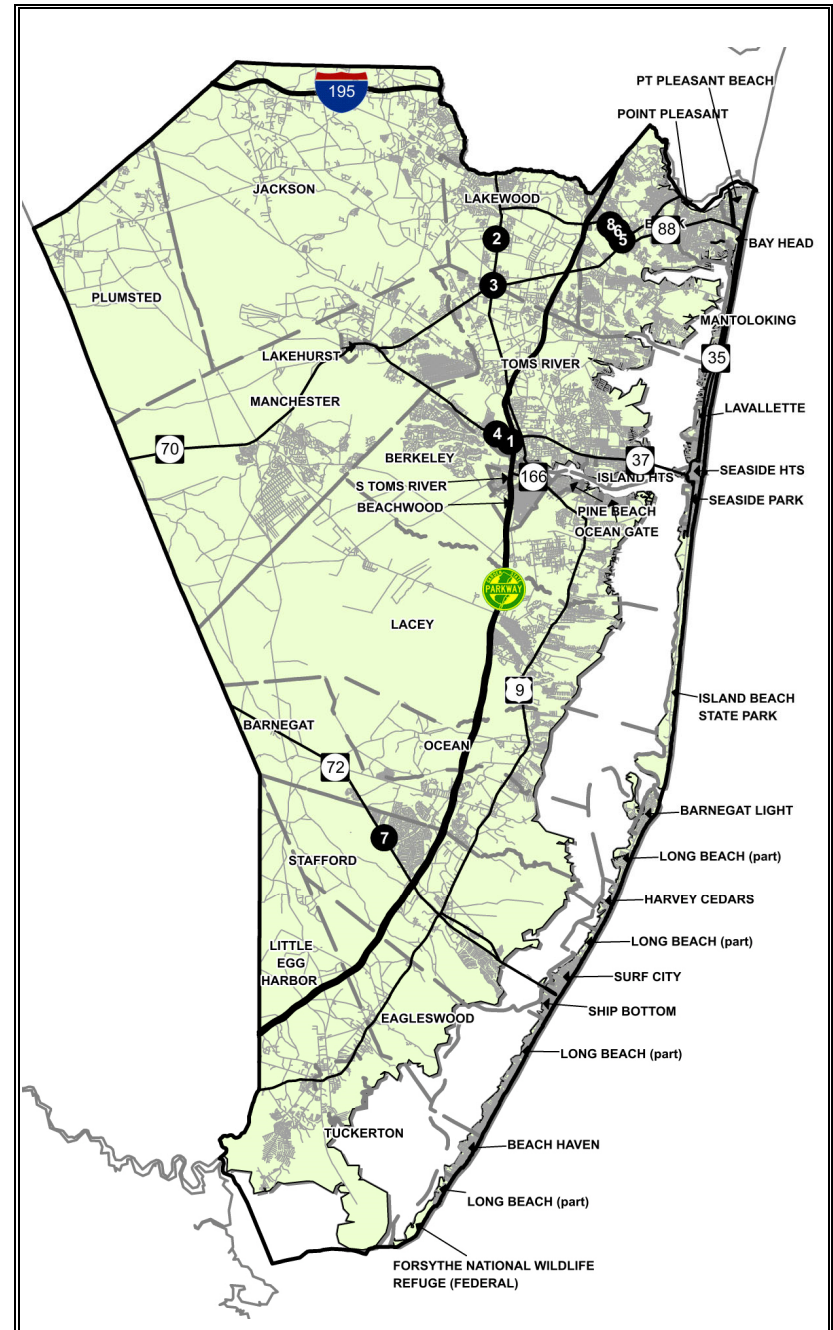 PT PLEASANT BEACH
195
POINT PLEASANT
JACKSON
LAKEWOOD
8
6
5
88
2
BAY HEAD
3
PLUMSTED
MANTOLOKING
LAKEHURST
35
TOMS RIVER
MANCHESTER
LAVALLETTE
4
1
70
BERKELEY
37
166
SEASIDE HTS
ISLAND HTS
S TOMS RIVER
SEASIDE PARK
BEACHWOOD
PINE BEACH
OCEAN GATE
PARKWAY
LACEY
9
ISLAND BEACH
STATE PARK
BARNEGAT
OCEAN
72
BARNEGAT LIGHT
7
STAFFORD
LONG BEACH (part)
HARVEY CEDARS
LONG BEACH (part)
LITTLE
EGG
HARBOR
SURF CITY
SHIP BOTTOM
EAGLESWOOD
LONG BEACH (part)
TUCKERTON
BEACH HAVEN
LONG BEACH (part)
FORSYTHE NATIONAL WILDLIFE
REFUGE (FEDERAL)